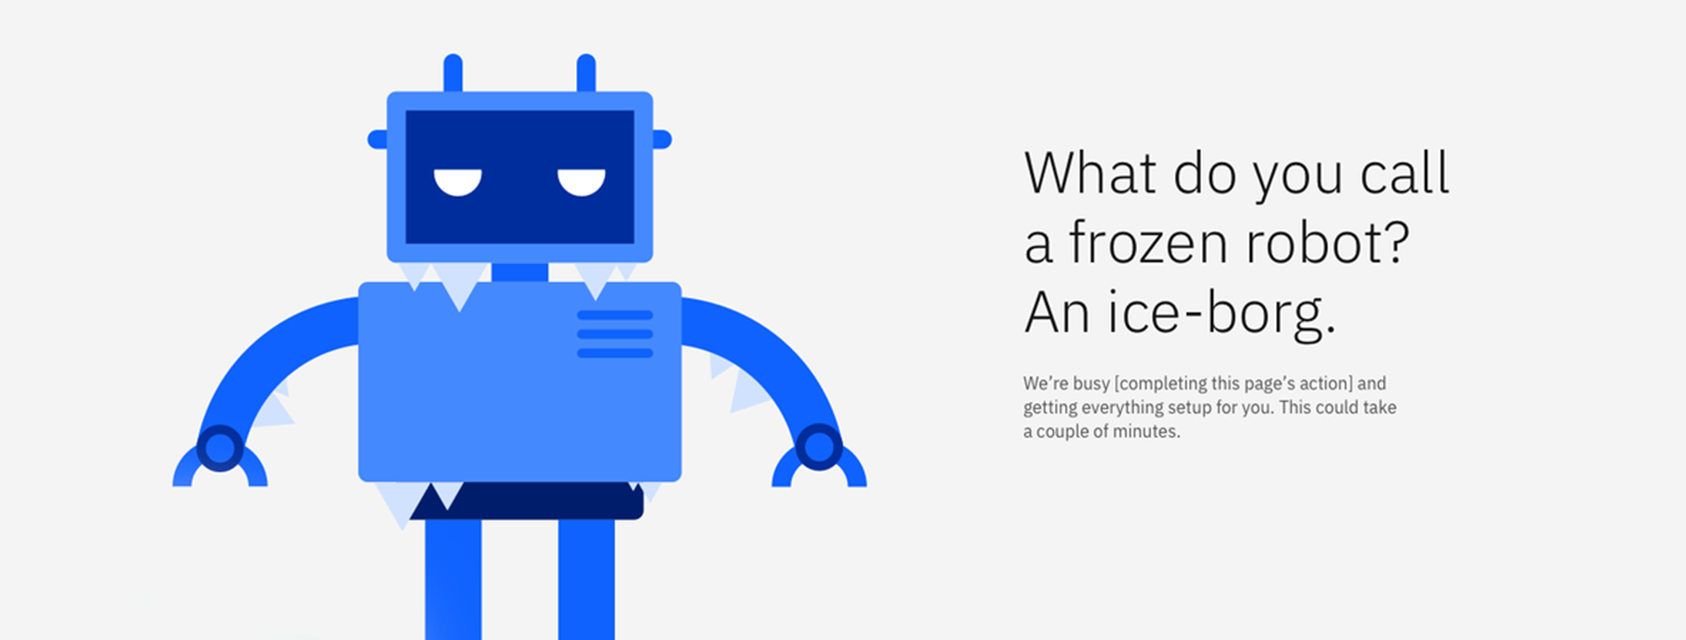 What do you call
a frozen robot?
An ice-borg.
We’re busy [completing this page’s action] and
getting everything setup for you. This could take
a couple of minutes.